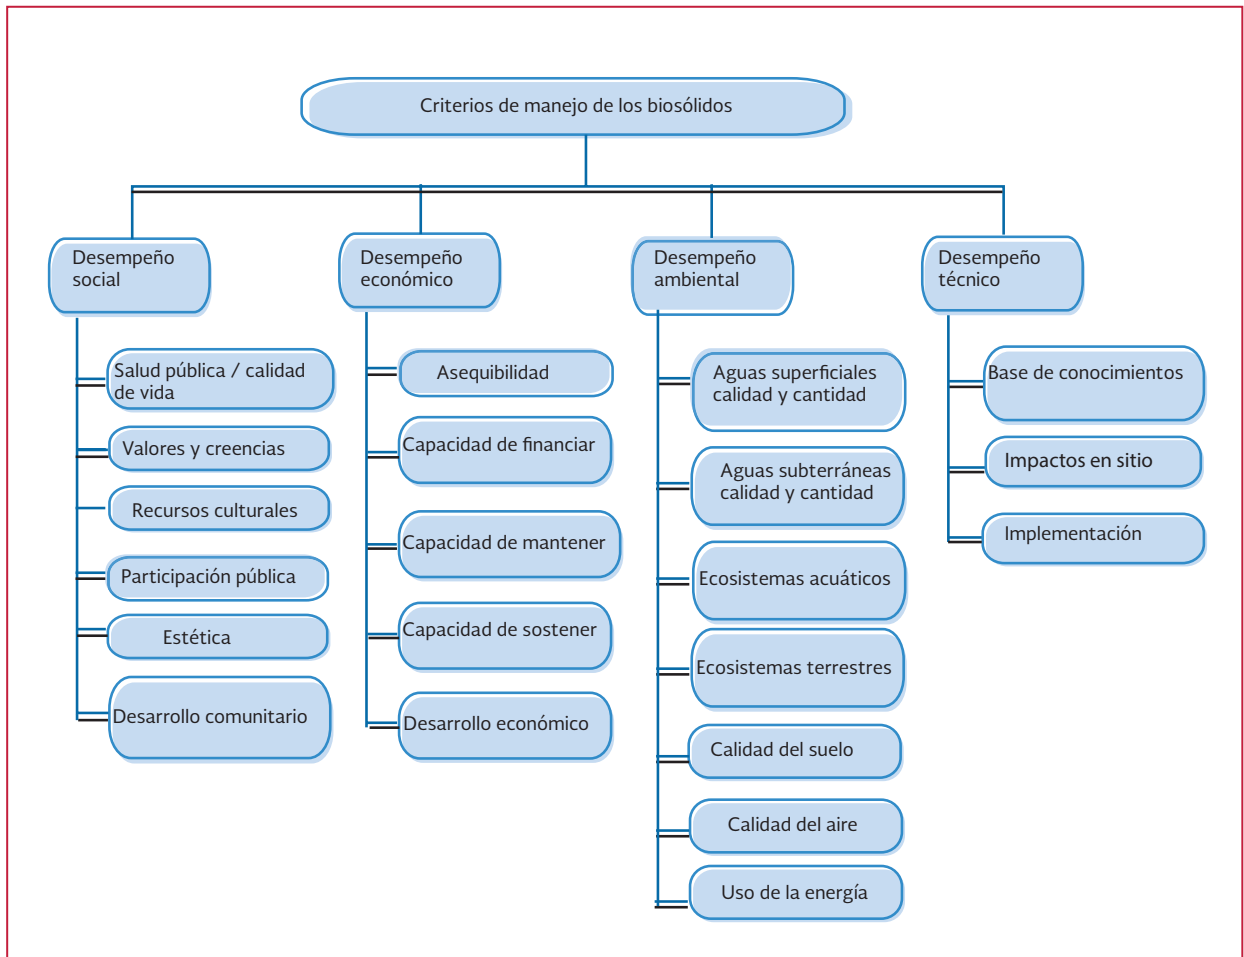 Criterios de manejo de los biosólidos
Desempeño
social
Salud pública / calidad
de vida
Valores y creencias
Recursos culturales
Participación pública
Estética
Desarrollo comunitario
Desempeño
económico
Asequibilidad
Capacidad de financiar
Capacidad de mantener
Capacidad de sostener
Desarrollo económico
Desempeño
ambiental
Aguas superficiales
calidad y cantidad
Aguas subterráneas
calidad y cantidad
Ecosistemas acuáticos
Ecosistemas terrestres
Calidad del suelo
Calidad del aire
Uso de la energía
Desempeño
técnico
Base de conocimientos
Impactos en sitio
Implementación